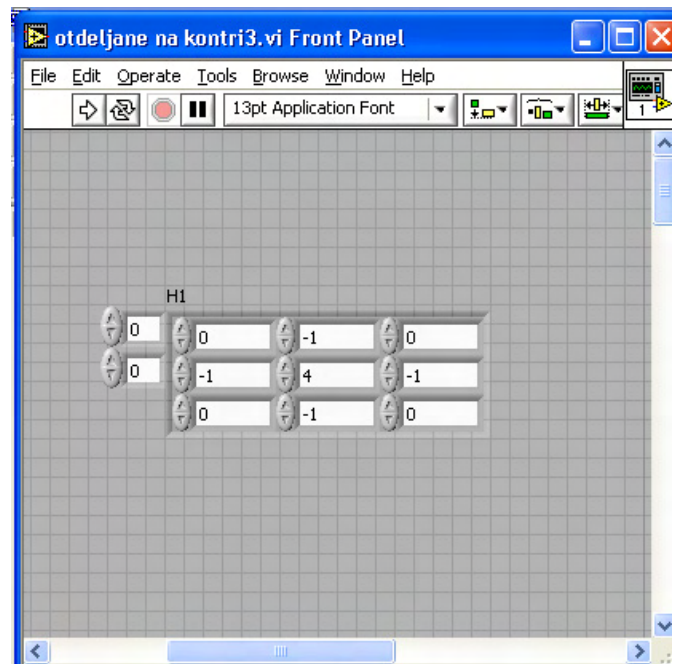 otdeljane na kontri3.vi Front Panel
File Edit Operate Tools Browse Window Help
13pt Application Font
1
H1
0 0 -1 0
0 -1 4 -1
0 -1 0